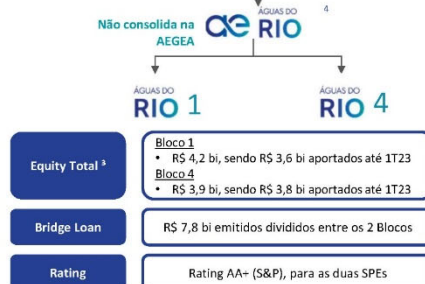 Não consolida na
AEGEA
ae ÁGUAS DO RIO 4
ÁGUAS DO
RIO 1
ÁGUAS DO
RIO 4
Equity Total ³
Bloco 1
• R$ 4,2 bi, sendo R$ 3,6 bi aportados até 1T23
Bloco 4
• R$ 3,9 bi, sendo R$ 3,8 bi aportados até 1T23
Bridge Loan
R$ 7,8 bi emitidos divididos entre os 2 Blocos
Rating
Rating AA+ (S&P), para as duas SPEs